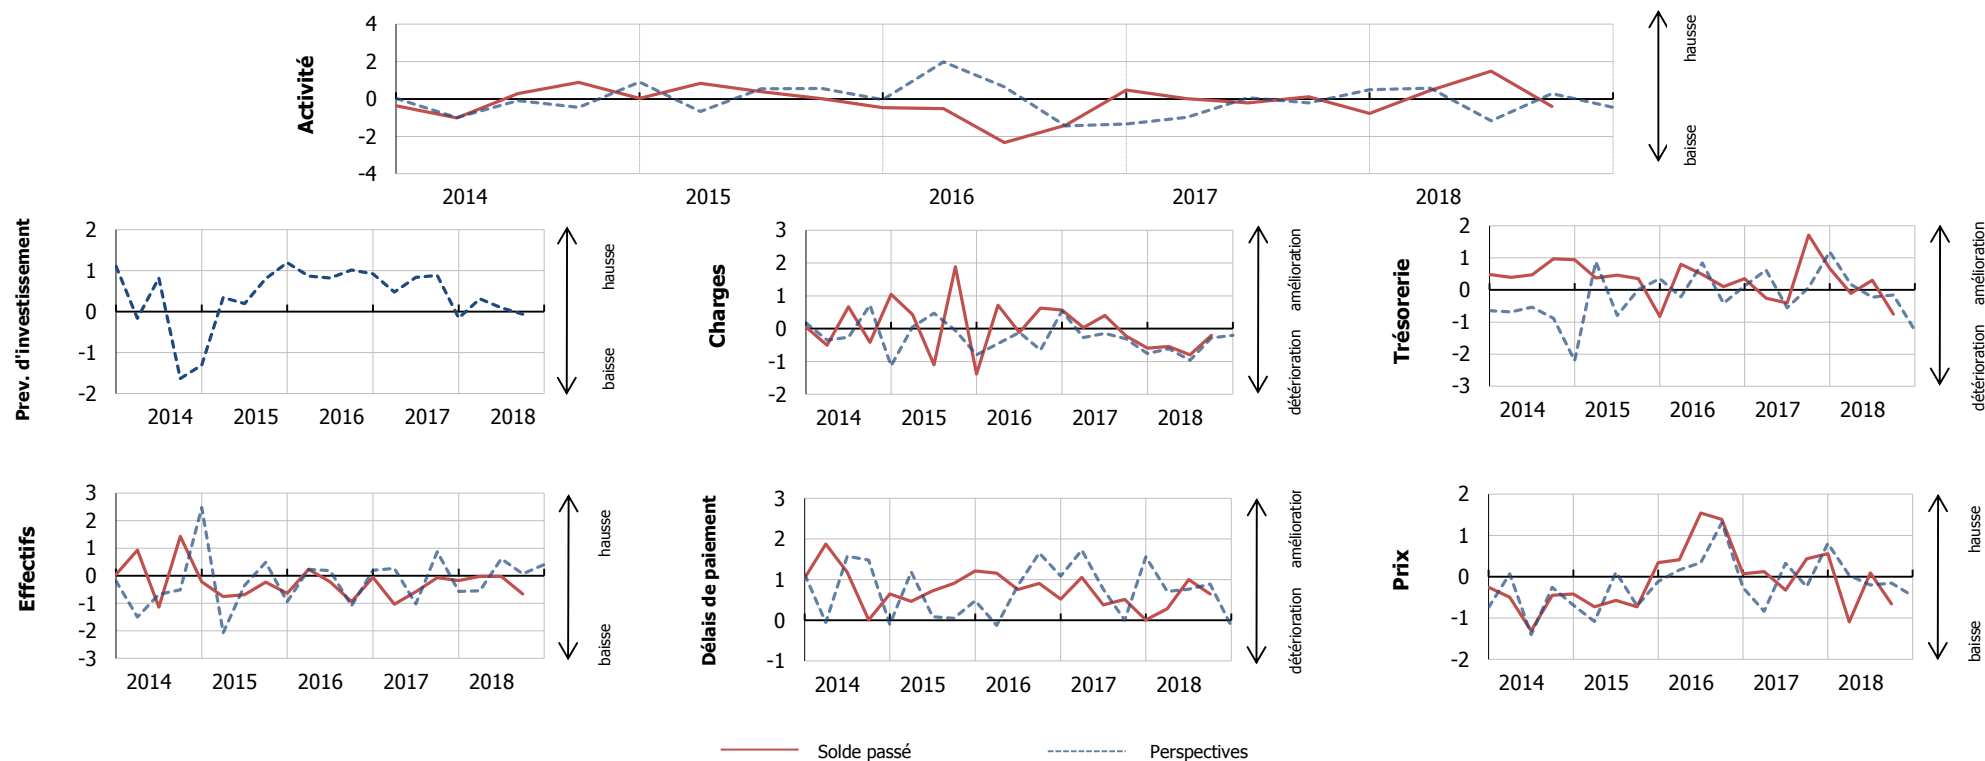 Activité
4
2
0
-2
-4
2014 2015 2016 2017 2018
hausse
baisse
Prev. d'investissement
2
1
0
-1
-2
2014 2015 2016 2017 2018
hausse
baisse
Charges
3
2
1
0
-1
-2
2014 2015 2016 2017 2018
amélioration
détérioration
Trésorerie
2
1
0
-1
-2
-3
2014 2015 2016 2017 2018
amélioration
détérioration
Effectifs
3
2
1
0
-1
-2
-3
2014 2015 2016 2017 2018
hausse
baisse
Délais de paiement
3
2
1
0
-1
2014 2015 2016 2017 2018
amélioration
détérioration
Prix
2
1
0
-1
-2
2014 2015 2016 2017 2018
hausse
baisse
Solde passé Perspectives